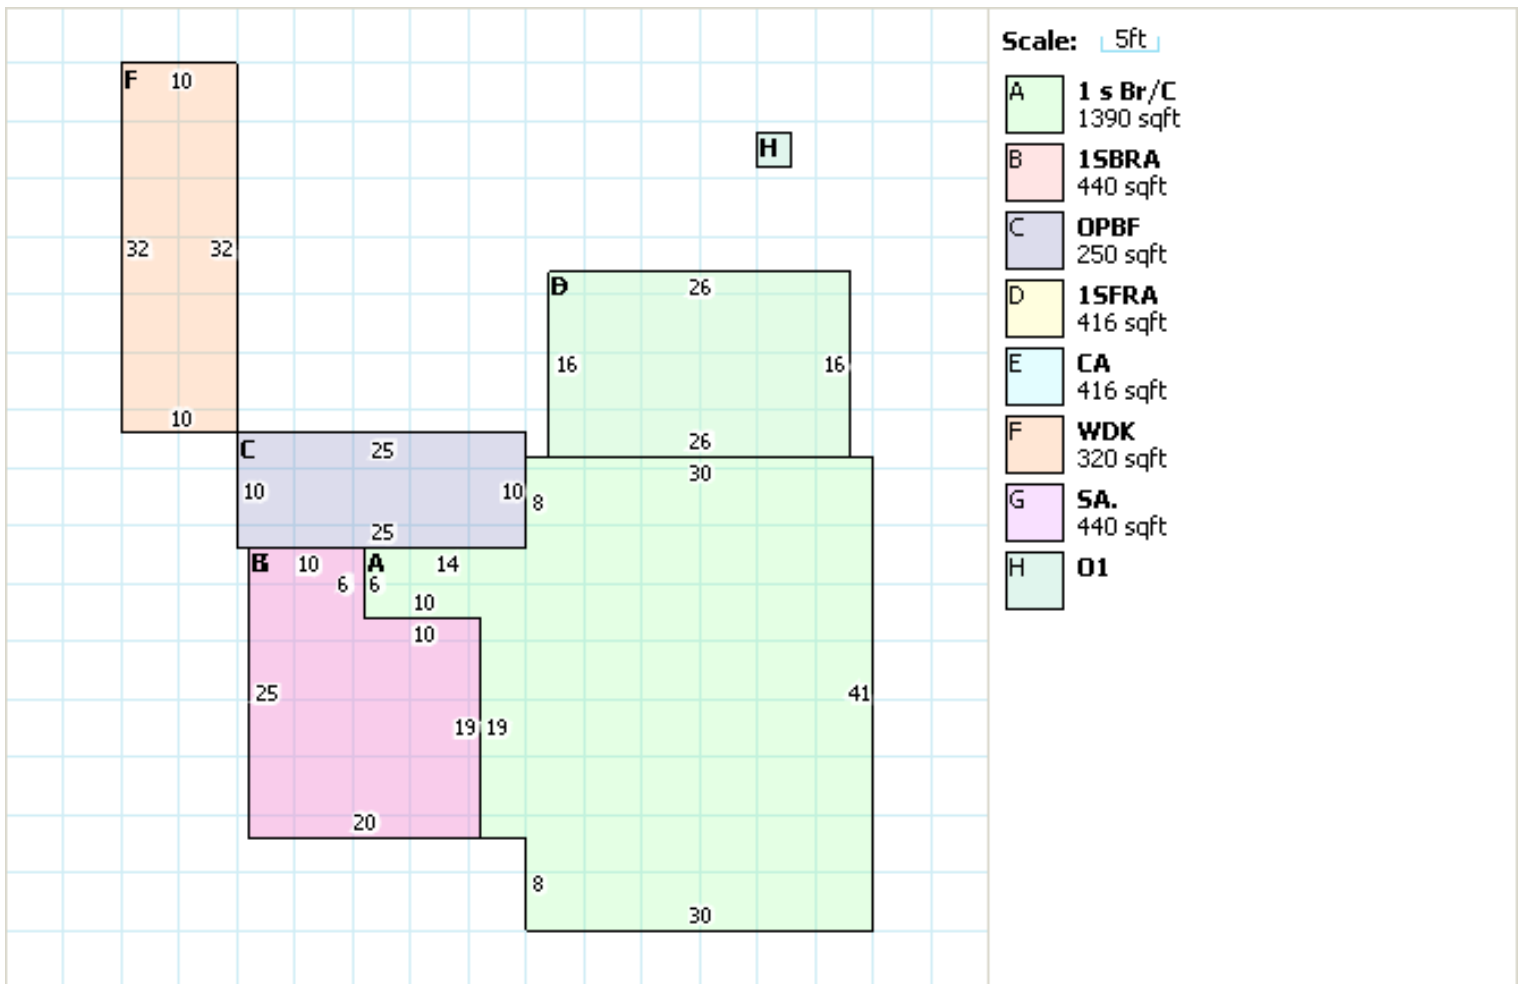 F 10
H
32 32
D 26
16 16
10
26
C 25
30
10 10 8
25
B 10 A 14
6 6
10
10
25 41
19 19
20
8
30
Scale: 5ft
A 1 s Br/C
1390 sqft
B 1SBRA
440 sqft
C OPBF
250 sqft
D 1SFRA
416 sqft
E CA
416 sqft
F WDK
320 sqft
G SA.
440 sqft
H O1